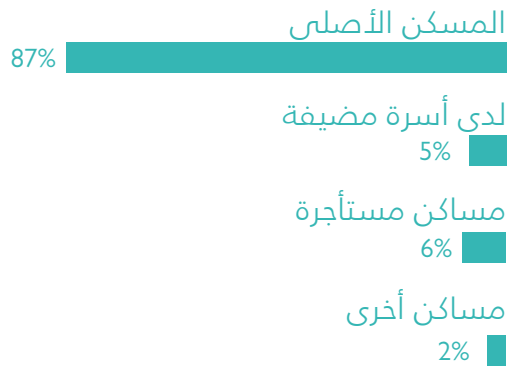 المسكن الأصلي
87%
لدى أسرة مضيفة
5%
مساكن مستأجرة
6%
مساكن أخرى
2%